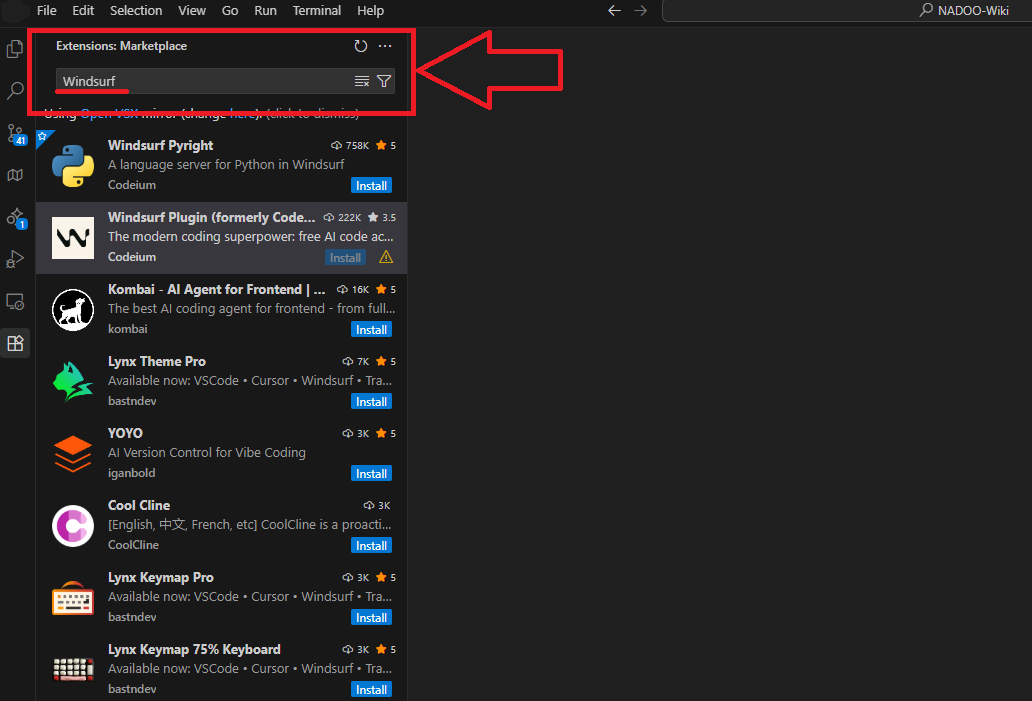 File Edit Selection View Go Run Terminal Help
NADOO-Wiki
Extensions: Marketplace
Windsurf
Using Open VSX mirror (change here). (click to dismiss)
41
1
Windsurf Pyright 758K 5
A language server for Python in Windsurf
Codeium Install
Windsurf Plugin (formerly Code... 222K 3.5
The modern coding superpower: free AI code ac...
Codeium Install
Kombai - AI Agent for Frontend | ... 16K 5
The best AI coding agent for frontend - from full...
kombai Install
Lynx Theme Pro 7K 5
Available now: VSCode • Cursor • Windsurf • Tra...
bastndev Install
YOYO 3K 5
AI Version Control for Vibe Coding
iganbold Install
Cool Cline 3K
[English, 中文, French, etc] CoolCline is a proacti...
CoolCline Install
Lynx Keymap Pro 3K 5
Available now: VSCode • Cursor • Windsurf • Tra...
bastndev Install
Lynx Keymap 75% Keyboard 3K 5
Available now: VSCode • Cursor • Windsurf • Tra...
bastndev Install